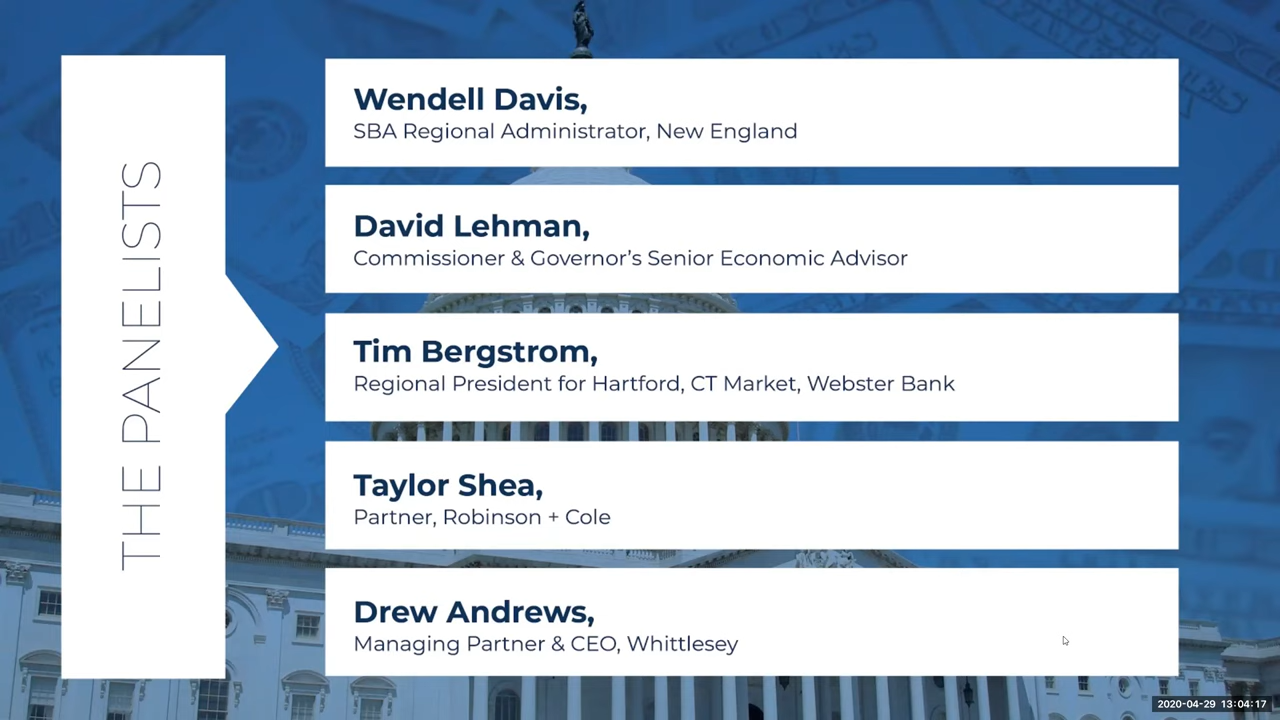 THE PANELISTS
Wendell Davis,
SBA Regional Administrator, New England
David Lehman,
Commissioner & Governor's Senior Economic Advisor
Tim Bergstrom,
Regional President for Hartford, CT Market, Webster Bank
Taylor Shea,
Partner, Robinson + Cole
Drew Andrews,
Managing Partner & CEO, Whittlesey
2020-04-29 13:04:17